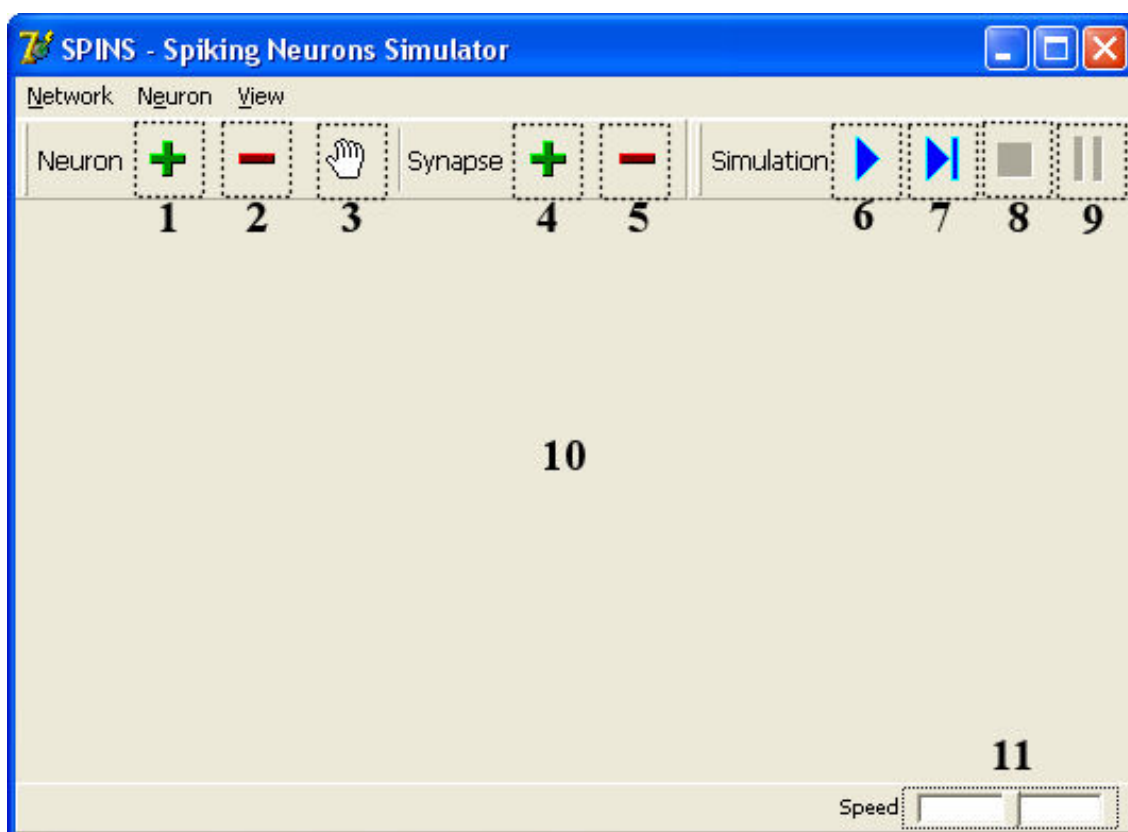 SPINS - Spiking Neurons Simulator
Network Neuron View
Neuron Synapse Simulation
1 2 3 4 5 6 7 8 9
10
11
Speed